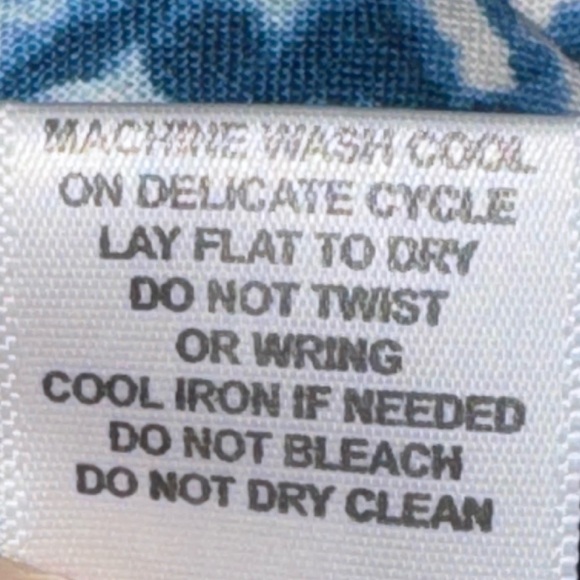 MACHINE WASH COOL
ON DELICATE CYCLE
LAY FLAT TO DRY
DO NOT TWIST
OR WRING
COOL IRON IF NEEDED
DO NOT BLEACH
DO NOT DRY CLEAN